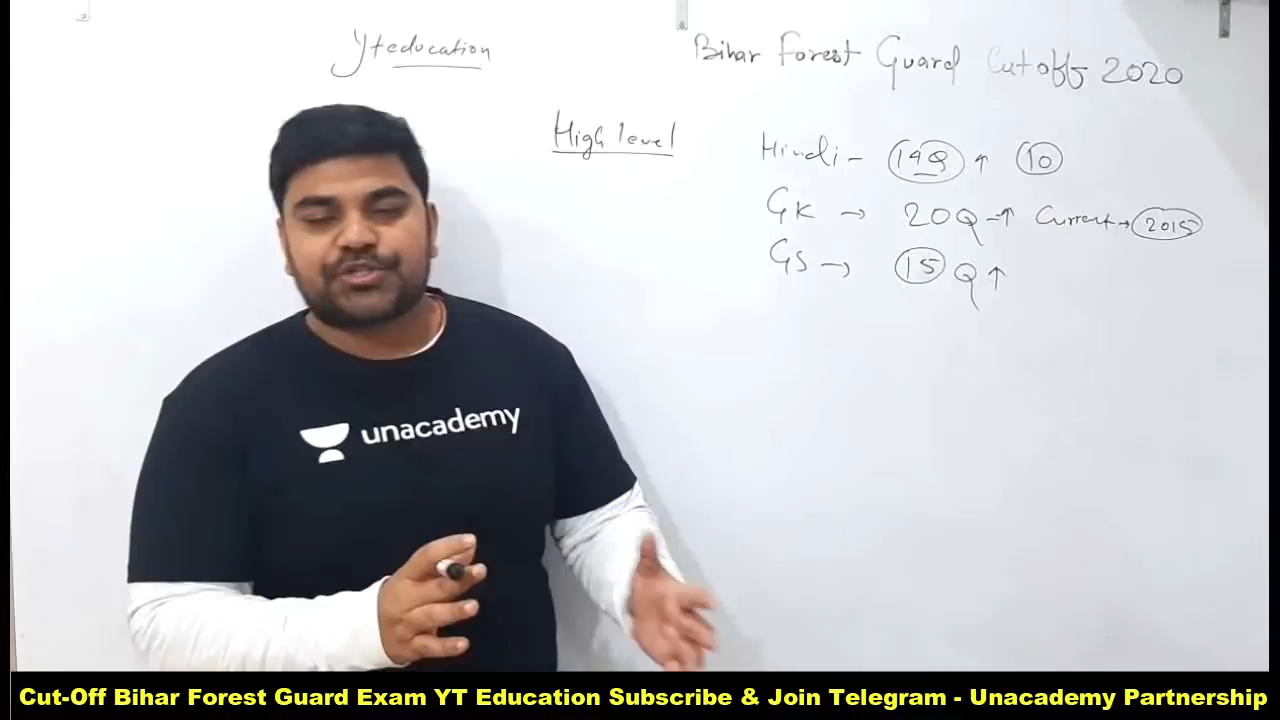 Yteducation
Bihar Forest Guard Cutoff 2020
High level
Hindi - 14Q ↑ 10
GK → 20Q → ↑ Current → 2015
GS → 15 Q ↑
unacademy
Cut-Off Bihar Forest Guard Exam YT Education Subscribe & Join Telegram - Unacademy Partnership